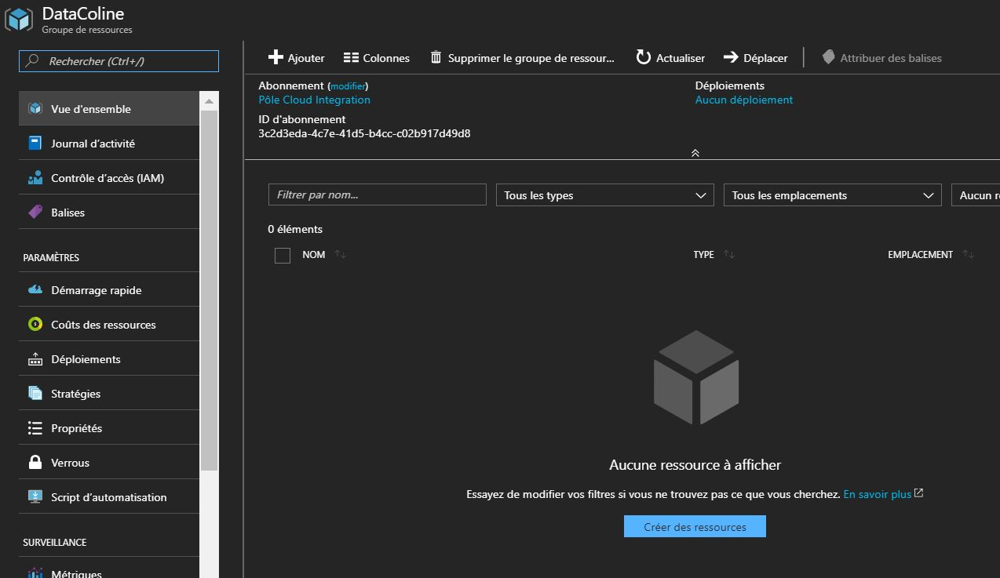 DataColine
Groupe de ressources
Rechercher (Ctrl+/)
Vue d'ensemble
Journal d'activité
Contrôle d'accès (IAM)
Balises
PARAMÈTRES
Démarrage rapide
Coûts des ressources
Déploiements
Stratégies
Propriétés
Verrous
Script d'automatisation
SURVEILLANCE
Métriques
Ajouter
Colonnes
Supprimer le groupe de ressour...
Actualiser
Déplacer
Attribuer des balises
Abonnement (modifier)
Pôle Cloud Integration
Déploiements
Aucun déploiement
ID d'abonnement
3c2d3eda-4c7e-41d5-b4cc-c02b917d49d8
Filtrer par nom...
Tous les types
Tous les emplacements
Aucun
0 éléments
NOM
TYPE
EMPLACEMENT
Aucune ressource à afficher
Essayez de modifier vos filtres si vous ne trouvez pas ce que vous cherchez. En savoir plus
Créer des ressources